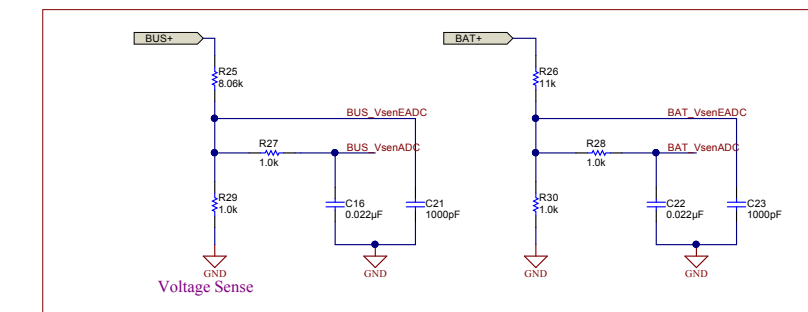 BUS+
BAT+
R25
8.06k
R26
11k
BUS_VsenEADC
BAT_VsenEADC
R27
1.0k
BUS_VsenADC
R28
1.0k
BAT_VsenADC
R29
1.0k
C16
0.022µF
C21
1000pF
R30
1.0k
C22
0.022µF
C23
1000pF
GND
GND
GND
GND
Voltage Sense